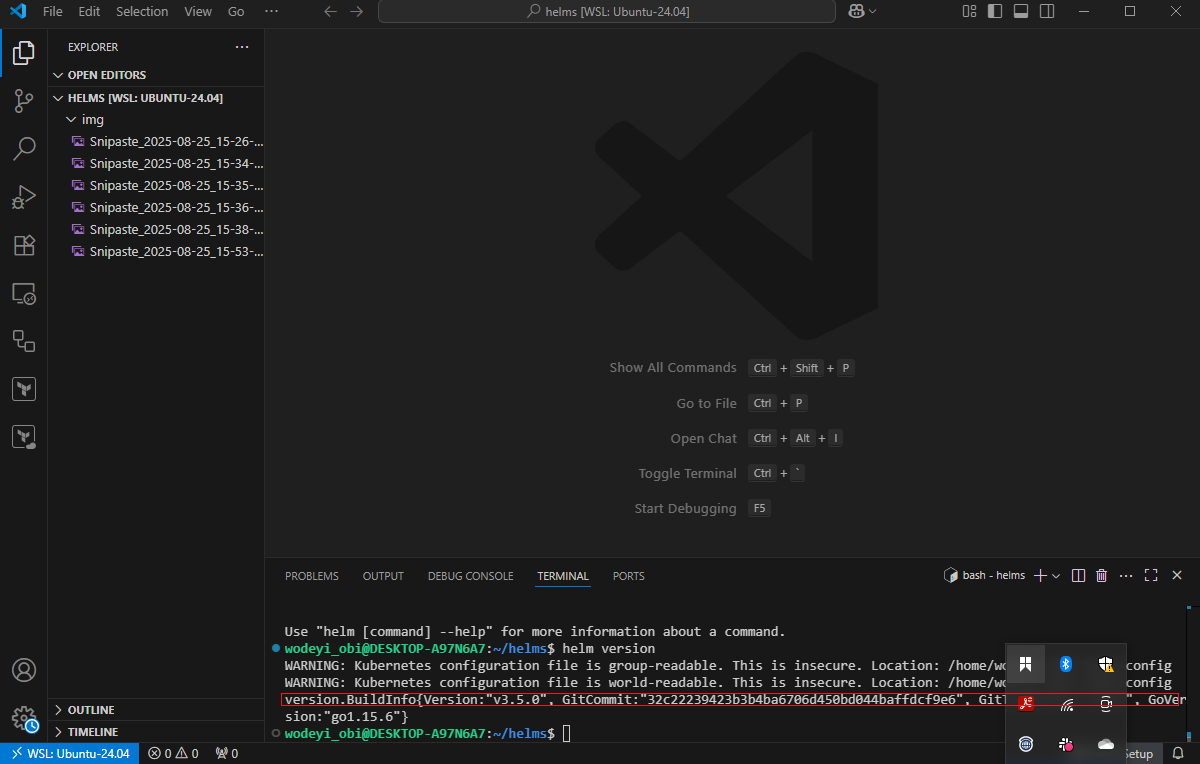 File Edit Selection View Go ··· helms [WSL: Ubuntu-24.04]
EXPLORER ···
OPEN EDITORS
HELMS [WSL: UBUNTU-24.04]
img
Snipaste_2025-08-25_15-26-...
Snipaste_2025-08-25_15-34-...
Snipaste_2025-08-25_15-35-...
Snipaste_2025-08-25_15-36-...
Snipaste_2025-08-25_15-38-...
Snipaste_2025-08-25_15-53-...
OUTLINE
TIMELINE
Show All Commands Ctrl + Shift + P
Go to File Ctrl + P
Open Chat Ctrl + Alt + I
Toggle Terminal Ctrl + `
Start Debugging F5
PROBLEMS OUTPUT DEBUG CONSOLE TERMINAL PORTS bash - helms
Use "helm [command] --help" for more information about a command.
wodeyi_obi@DESKTOP-A97N6A7:~/helms$ helm version
WARNING: Kubernetes configuration file is group-readable. This is insecure. Location: /home/wo config
WARNING: Kubernetes configuration file is world-readable. This is insecure. Location: /home/wo config
version.BuildInfo{Version:"v3.5.0", GitCommit:"32c22239423b3b4ba6706d450bd044baffdcf9e6", GitT ", GoVer
sion:"go1.15.6"}
wodeyi_obi@DESKTOP-A97N6A7:~/helms$
WSL: Ubuntu-24.04 0 0 0 Setup